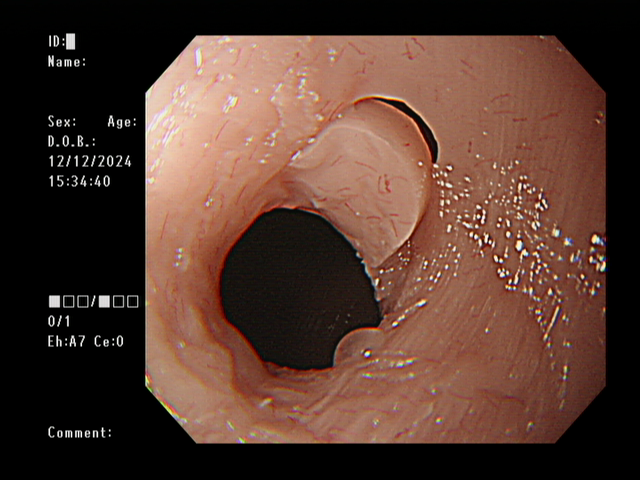 ID:
Name:
Sex: Age:
D.O.B.:
12/12/2024
15:34:40
■□□/■□□
0/1
Eh:A7 Ce:0
Comment: